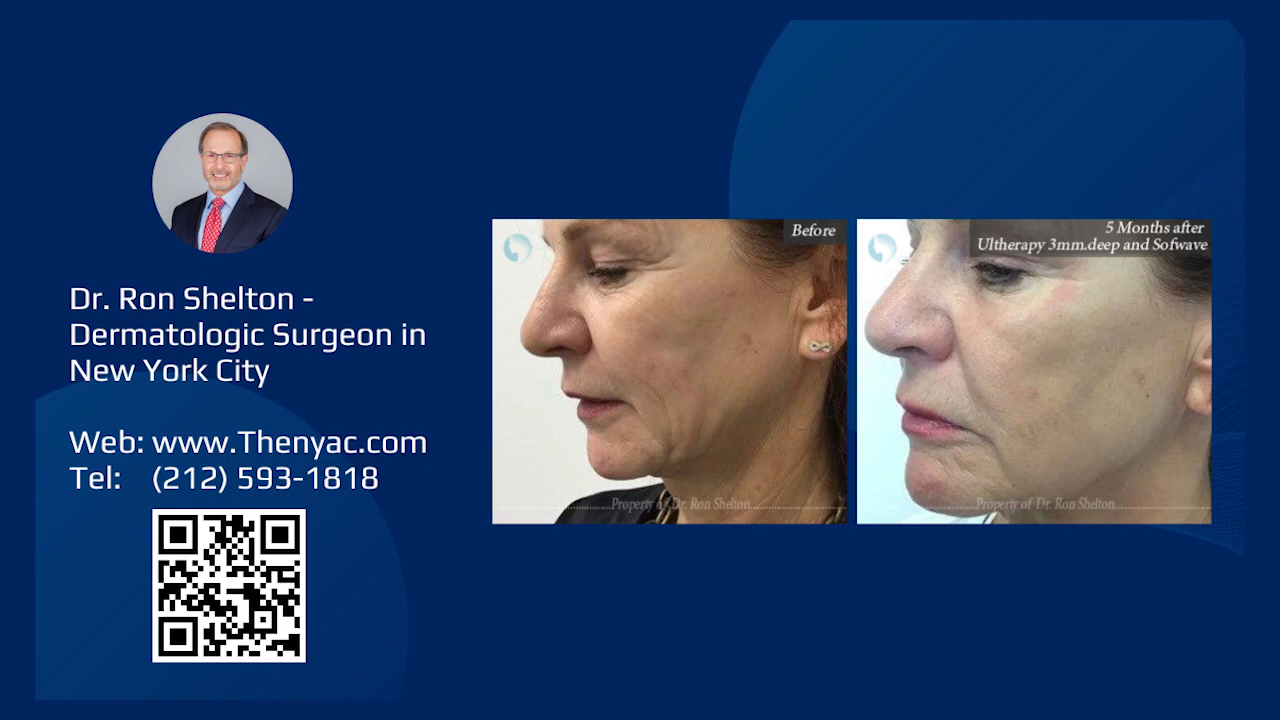 Dr. Ron Shelton -
Dermatologic Surgeon in
New York City
Web: www.Thenyac.com
Tel: (212) 593-1818
Before
Property of Dr. Ron Shelton
5 Months after
Ultherapy 3mm.deep and Sofwave
Property of Dr. Ron Shelton